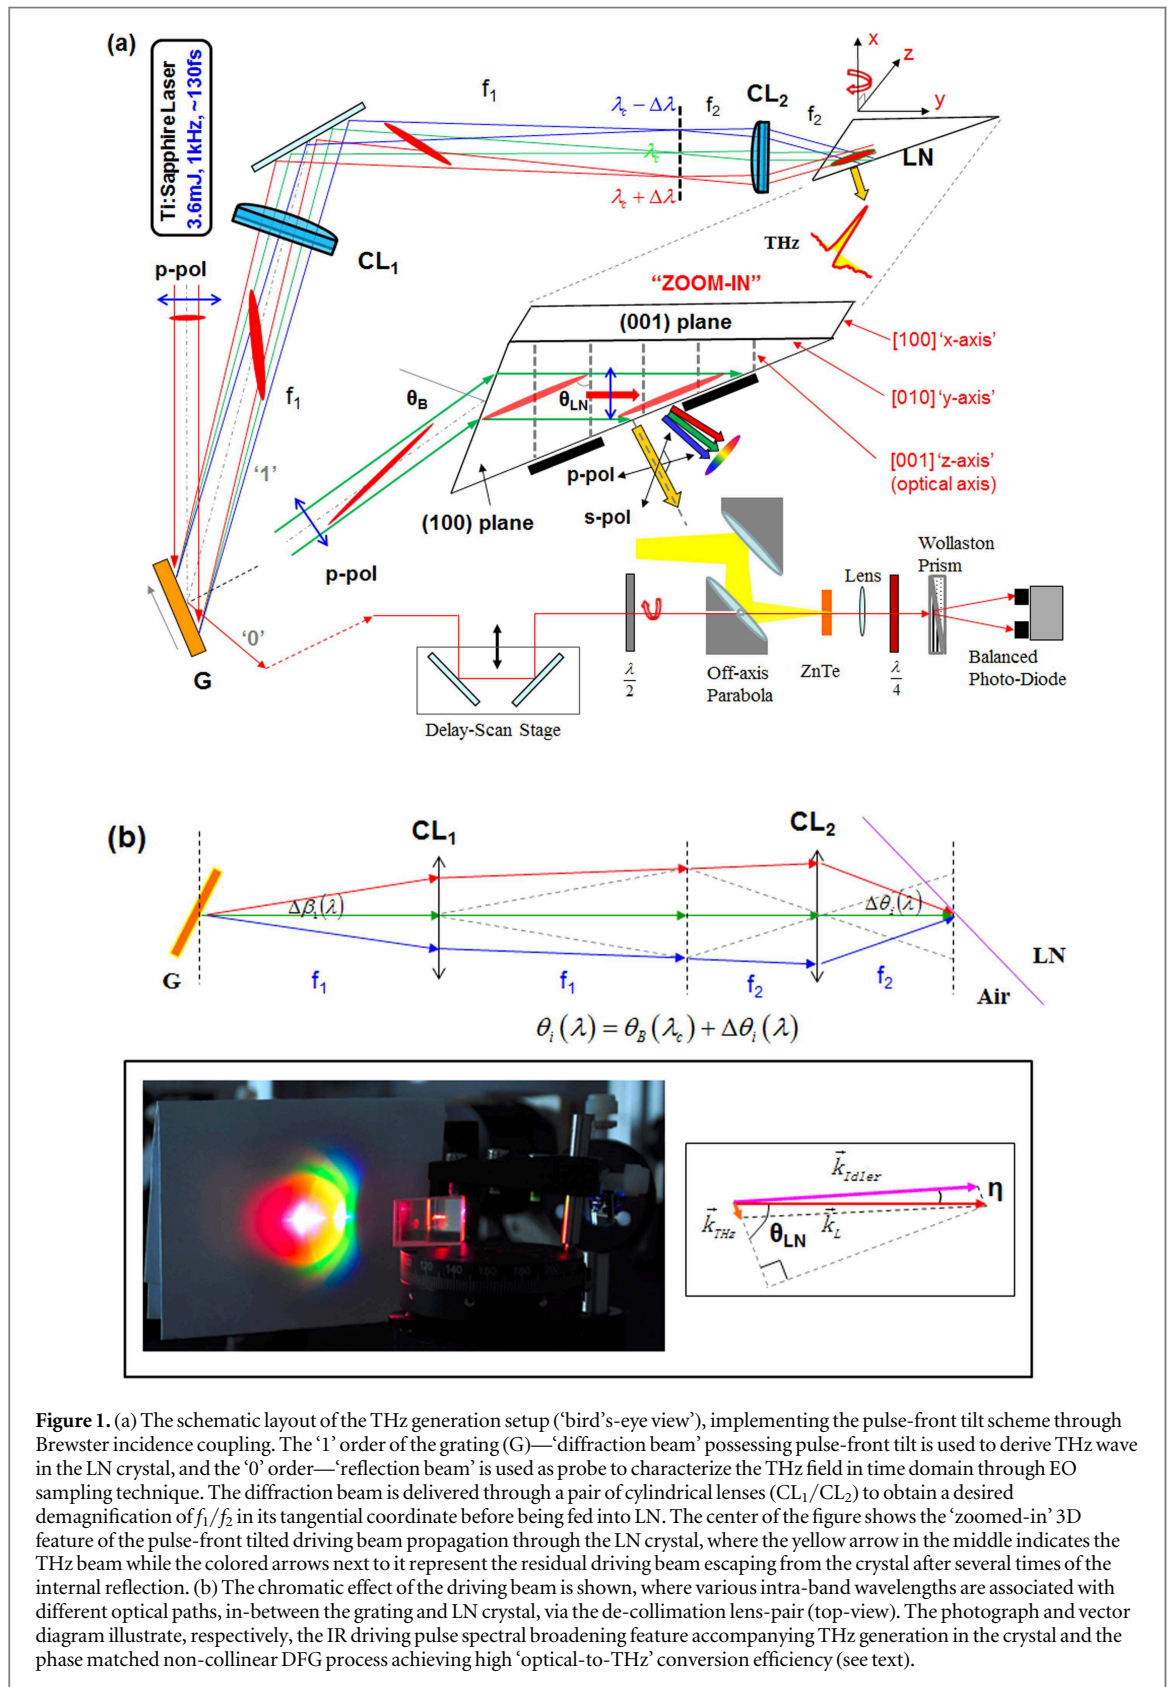 (a)
Ti:Sapphire Laser
3.6mJ, 1kHz, ~130fs
p-pol
f1
CL1
f1
λc − Δλ
λc
λc + Δλ
f2
CL2
f2
x
z
y
LN
THz
“ZOOM-IN”
(001) plane
[100] ‘x-axis’
[010] ‘y-axis’
[001] ‘z-axis’
(optical axis)
θB
θLN
p-pol
s-pol
(100) plane
p-pol
‘1’
‘0’
G
Delay-Scan Stage
λ/2
Off-axis
Parabola
ZnTe
Lens
λ/4
Wollaston
Prism
Balanced
Photo-Diode
(b)
CL1
CL2
Δβ1(λ)
Δθi(λ)
G
f1
f1
f2
f2
LN
Air
θi(λ) = θB(λc) + Δθi(λ)
120 140 160 180 200
kIdler
η
kTHz
θLN
kL
Figure 1. (a) The schematic layout of the THz generation setup (‘bird’s-eye view’), implementing the pulse-front tilt scheme through
Brewster incidence coupling. The ‘1’ order of the grating (G)—‘diffraction beam’ possessing pulse-front tilt is used to derive THz wave
in the LN crystal, and the ‘0’ order—‘reflection beam’ is used as probe to characterize the THz field in time domain through EO
sampling technique. The diffraction beam is delivered through a pair of cylindrical lenses (CL1/CL2) to obtain a desired
demagnification of f1/f2 in its tangential coordinate before being fed into LN. The center of the figure shows the ‘zoomed-in’ 3D
feature of the pulse-front tilted driving beam propagation through the LN crystal, where the yellow arrow in the middle indicates the
THz beam while the colored arrows next to it represent the residual driving beam escaping from the crystal after several times of the
internal reflection. (b) The chromatic effect of the driving beam is shown, where various intra-band wavelengths are associated with
different optical paths, in-between the grating and LN crystal, via the de-collimation lens-pair (top-view). The photograph and vector
diagram illustrate, respectively, the IR driving pulse spectral broadening feature accompanying THz generation in the crystal and the
phase matched non-collinear DFG process achieving high ‘optical-to-THz’ conversion efficiency (see text).